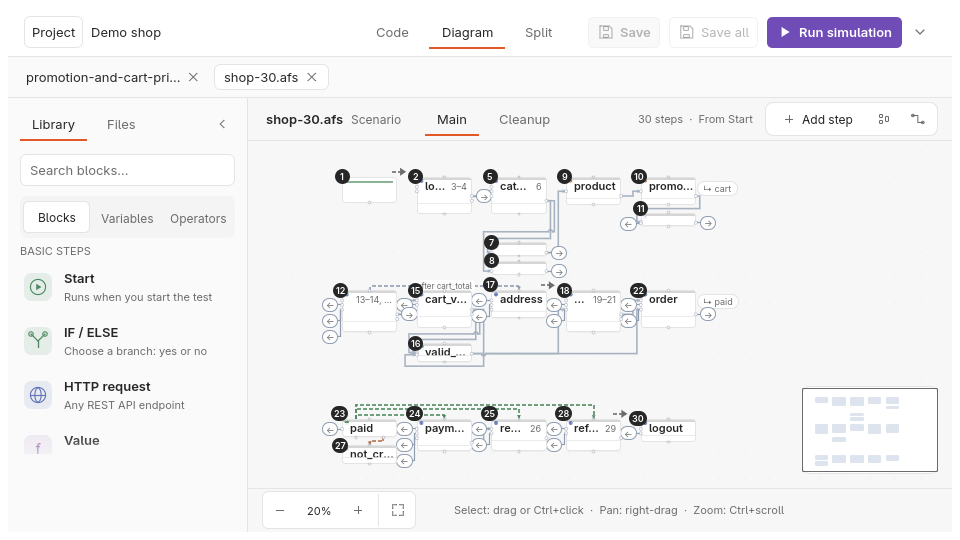 Project Demo shop Code Diagram Split Save Save all Run simulation
promotion-and-cart-pri... shop-30.afs
Library Files
shop-30.afs Scenario Main Cleanup 30 steps · From Start Add step
Search blocks...
Blocks Variables Operators
BASIC STEPS
Start
Runs when you start the test
IF / ELSE
Choose a branch: yes or no
HTTP request
Any REST API endpoint
Value
1
2 lo... 3–4
5 cat... 6
9 product
10 promo...
cart
11
7
8
12 13–14, ...
after cart_total
15 cart_v...
17 address
18 ... 19–21
22 order
paid
16 valid_...
23 paid
24 paym...
25 re... 26
28 ref... 29
30 logout
27 not_cr...
20%
Select: drag or Ctrl+click · Pan: right-drag · Zoom: Ctrl+scroll